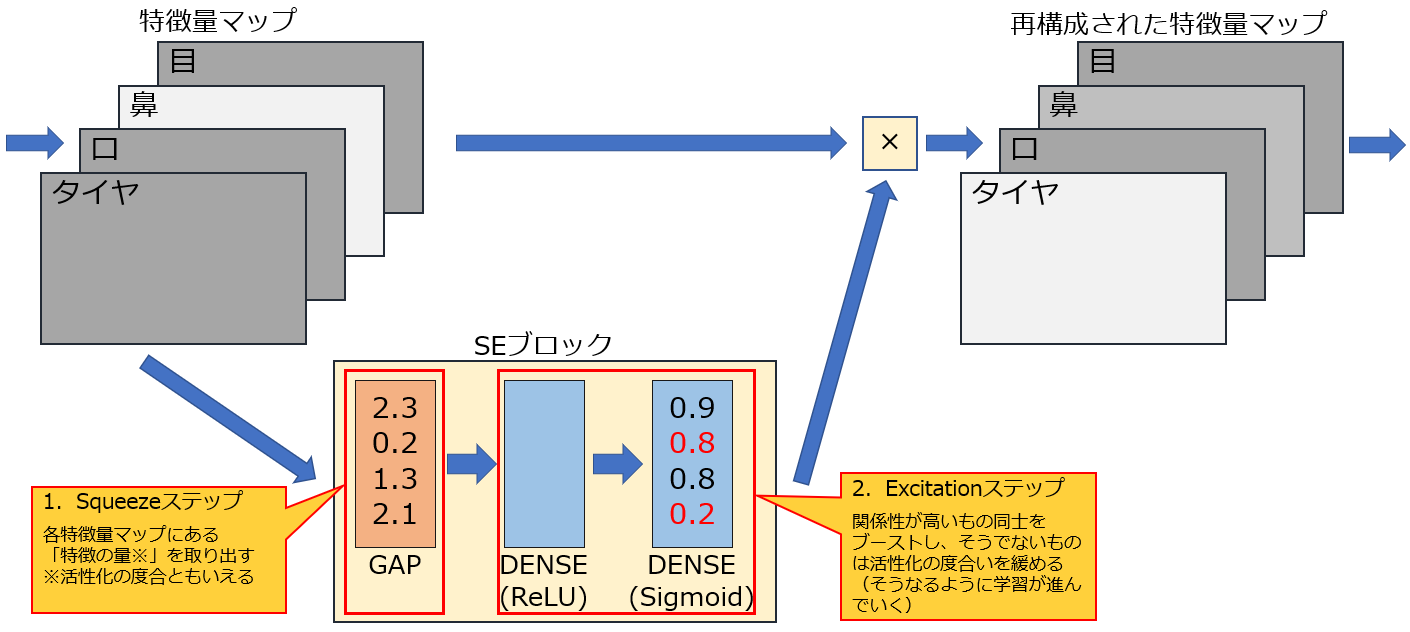 特徴量マップ
目
鼻
口
タイヤ
×
再構成された特徴量マップ
目
鼻
口
タイヤ
SEブロック
2.3
0.2
1.3
2.1
GAP
DENSE
(ReLU)
0.9
0.8
0.8
0.2
DENSE
(Sigmoid)
1. Squeezeステップ
各特徴量マップにある
「特徴の量※」を取り出す
※活性化の度合ともいえる
2. Excitationステップ
関係性が高いもの同士を
ブーストし、そうでないもの
は活性化の度合いを緩める
（そうなるように学習が進ん
でいく）